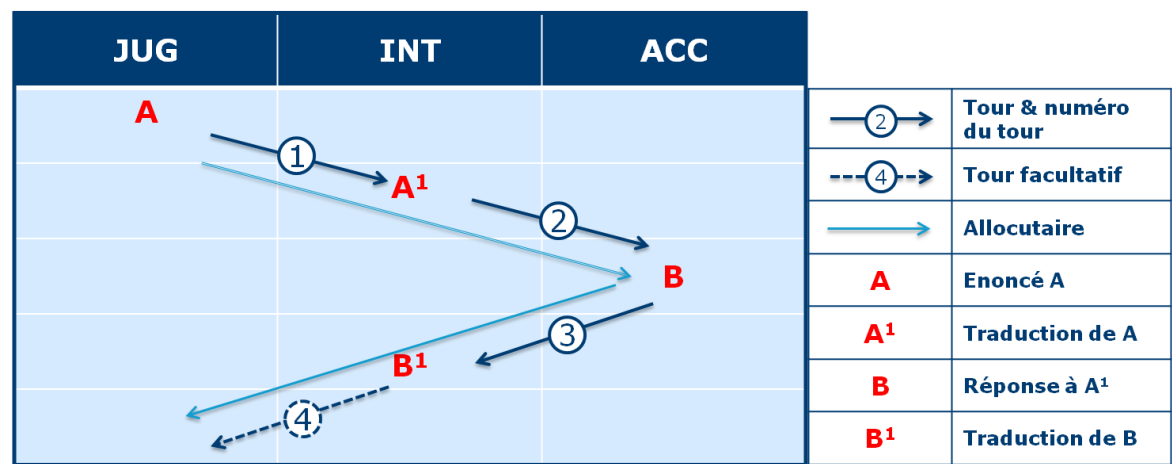 JUG INT ACC
A
1
A¹
2
B
3
B¹
4
2 Tour & numéro
du tour
4 Tour facultatif
Allocutaire
A Enoncé A
A¹ Traduction de A
B Réponse à A¹
B¹ Traduction de B